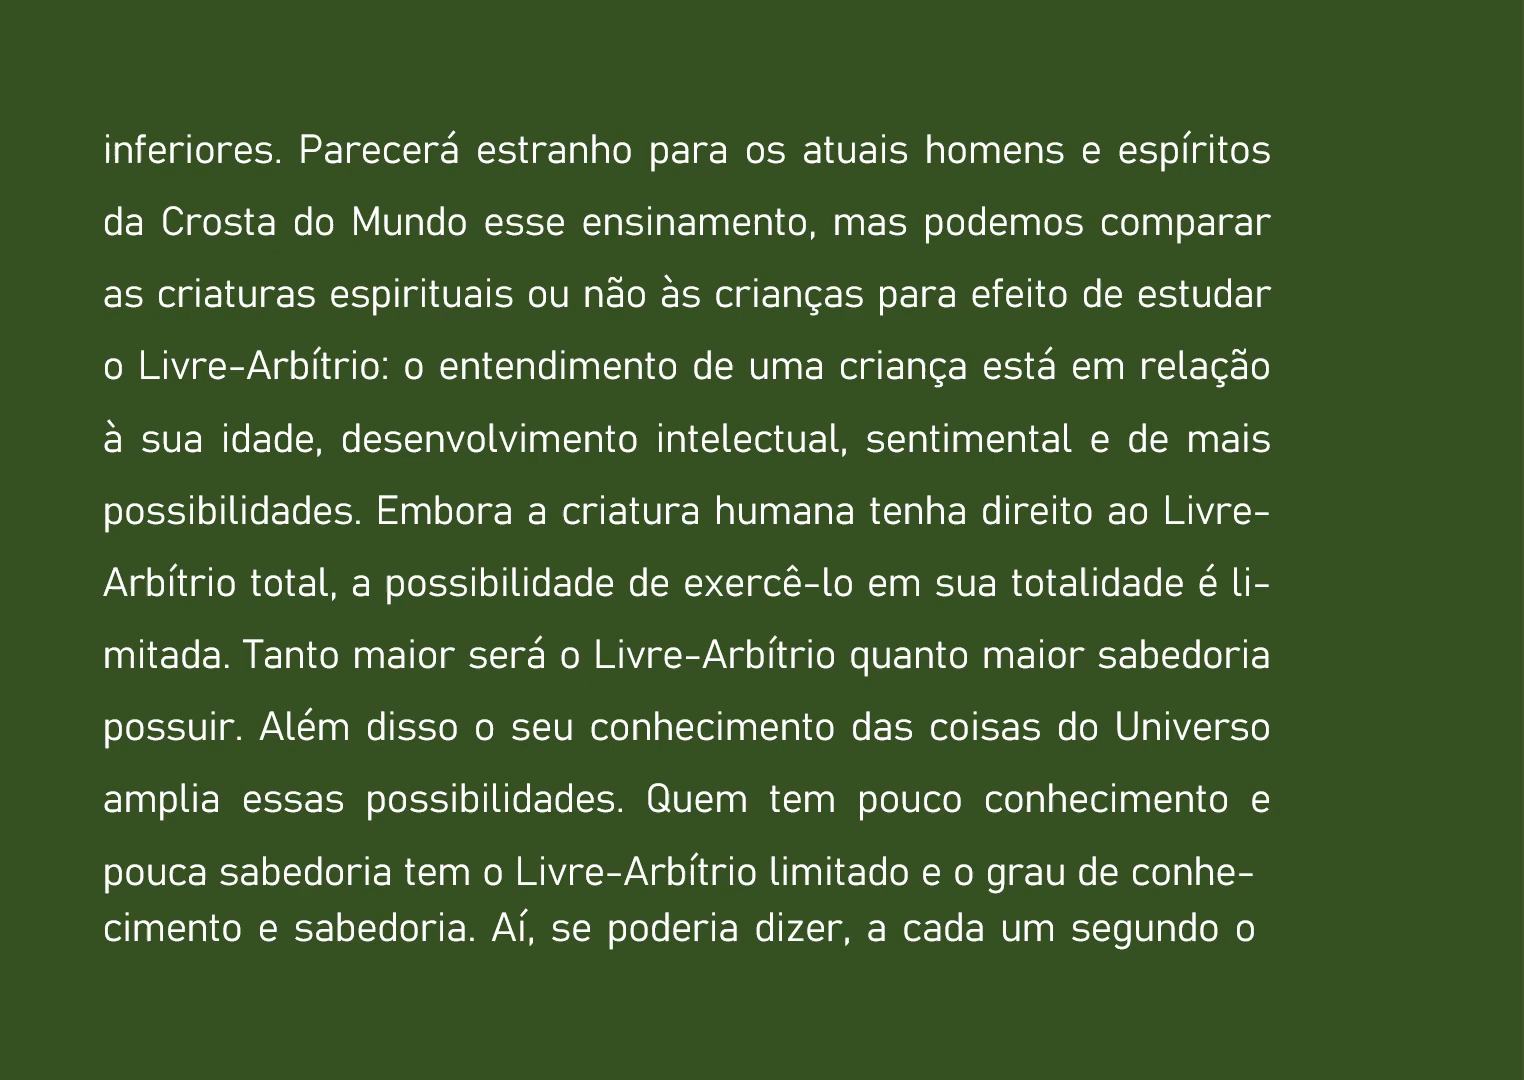 inferiores. Parecerá estranho para os atuais homens e espíritos
da Crosta do Mundo esse ensinamento, mas podemos comparar
as criaturas espirituais ou não às crianças para efeito de estudar
o Livre-Arbítrio: o entendimento de uma criança está em relação
à sua idade, desenvolvimento intelectual, sentimental e de mais
possibilidades. Embora a criatura humana tenha direito ao Livre-
Arbítrio total, a possibilidade de exercê-lo em sua totalidade é li-
mitada. Tanto maior será o Livre-Arbítrio quanto maior sabedoria
possuir. Além disso o seu conhecimento das coisas do Universo
amplia essas possibilidades. Quem tem pouco conhecimento e
pouca sabedoria tem o Livre-Arbítrio limitado e o grau de conhe-
cimento e sabedoria. Aí, se poderia dizer, a cada um segundo o